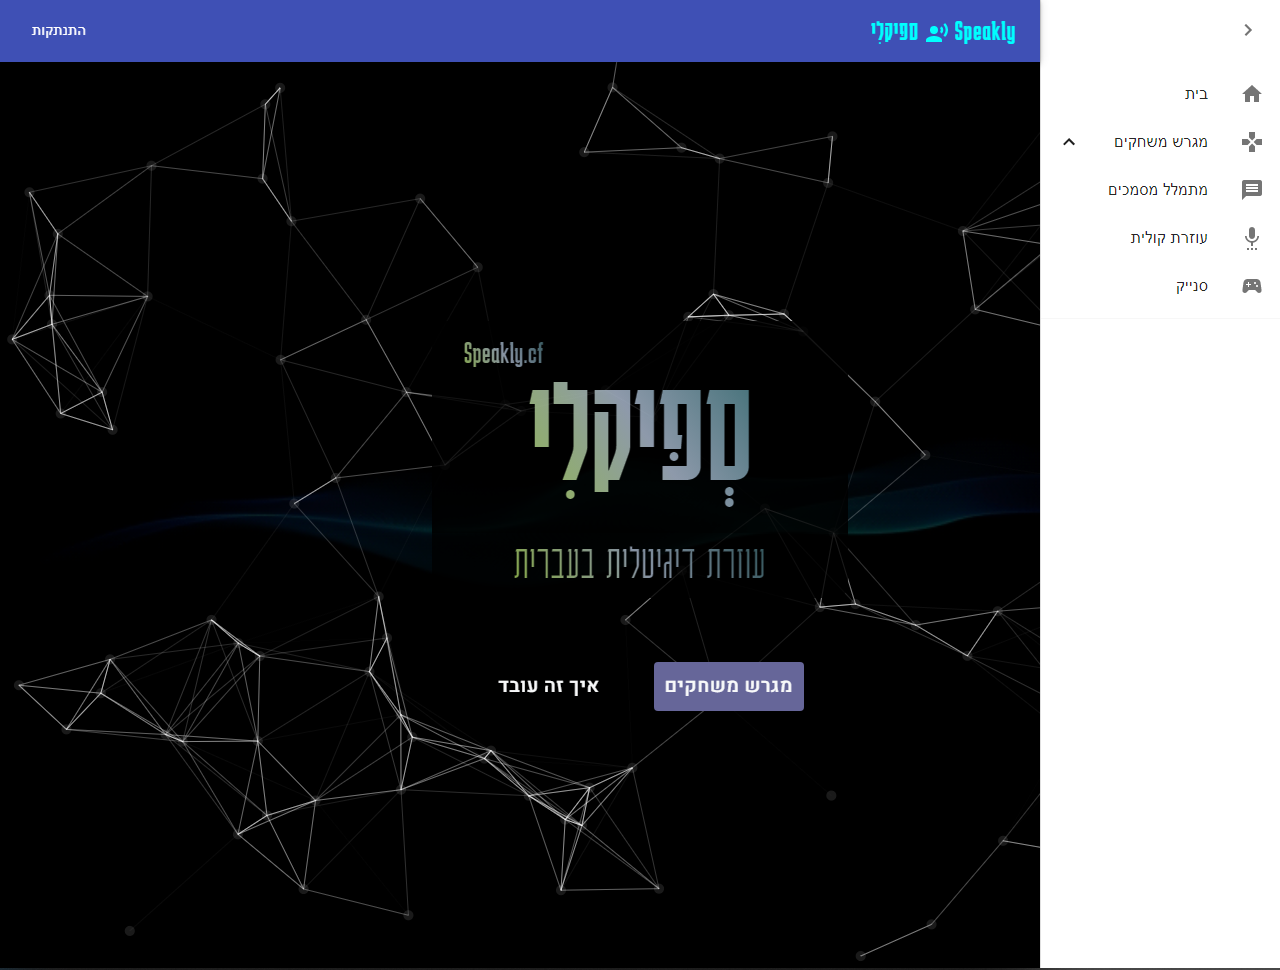 Speakly ספיקלִי
התנתקות
בית
מגרש משחקים
מתמלל מסמכים
עוזרת קולית
סנייק
Speakly.cf
סְפִּיקלִי
עוזרת דיגיטלית בעברית
מגרש משחקים
איך זה עובד